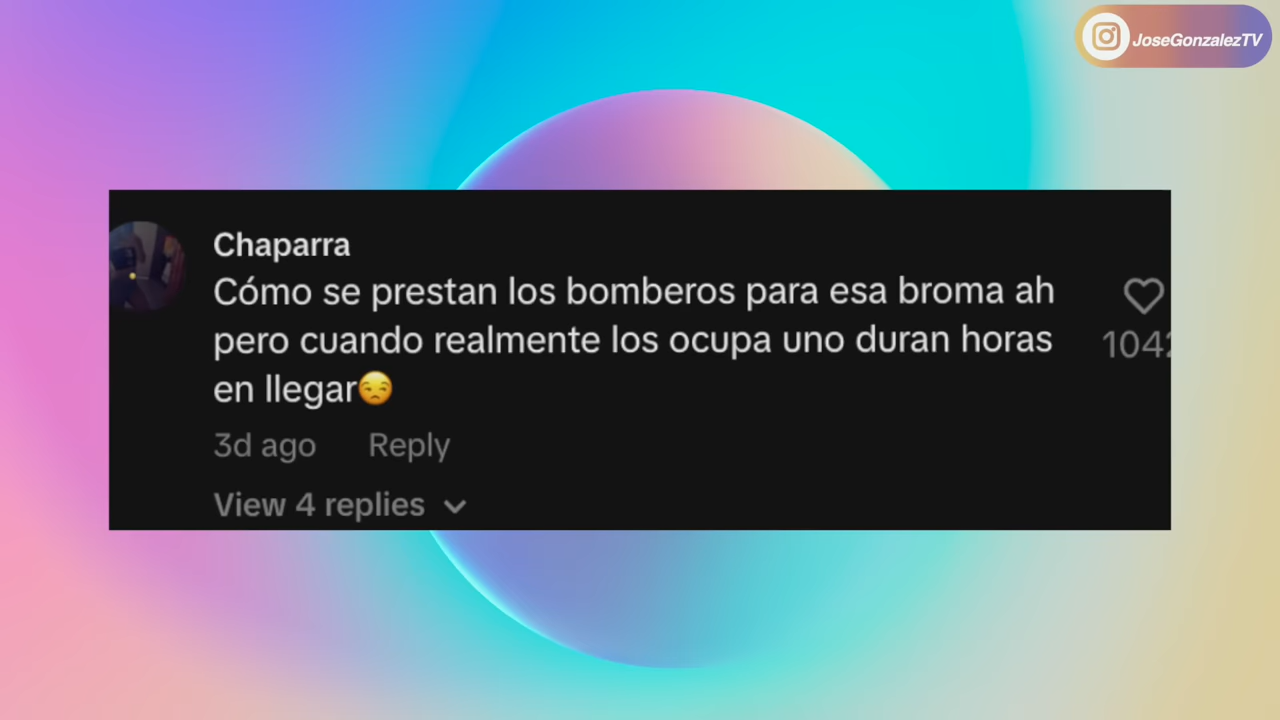 JoseGonzalezTV
Chaparra
Cómo se prestan los bomberos para esa broma ah
pero cuando realmente los ocupa uno duran horas
en llegar😒
1042
3d ago Reply
View 4 replies